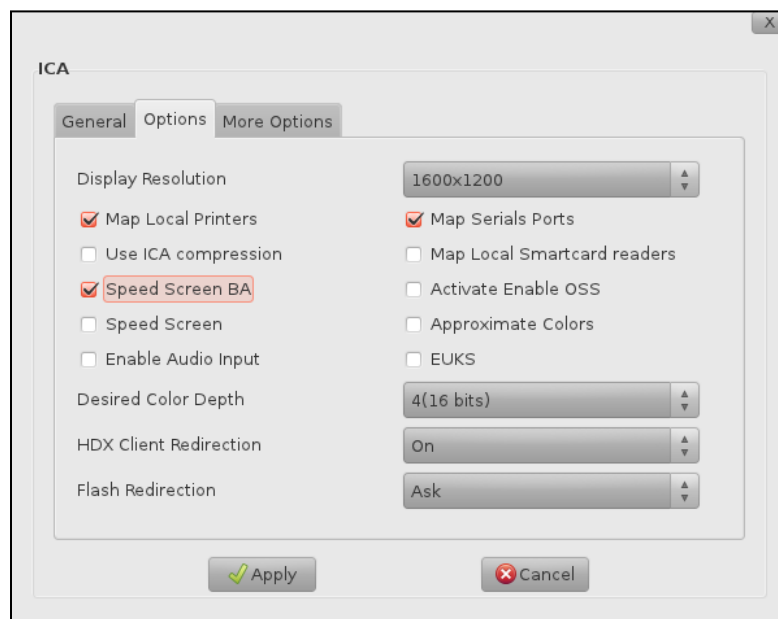 X
ICA
General Options More Options
Display Resolution 1600x1200
Map Local Printers Map Serials Ports
Use ICA compression Map Local Smartcard readers
Speed Screen BA Activate Enable OSS
Speed Screen Approximate Colors
Enable Audio Input EUKS
Desired Color Depth 4(16 bits)
HDX Client Redirection On
Flash Redirection Ask
Apply Cancel